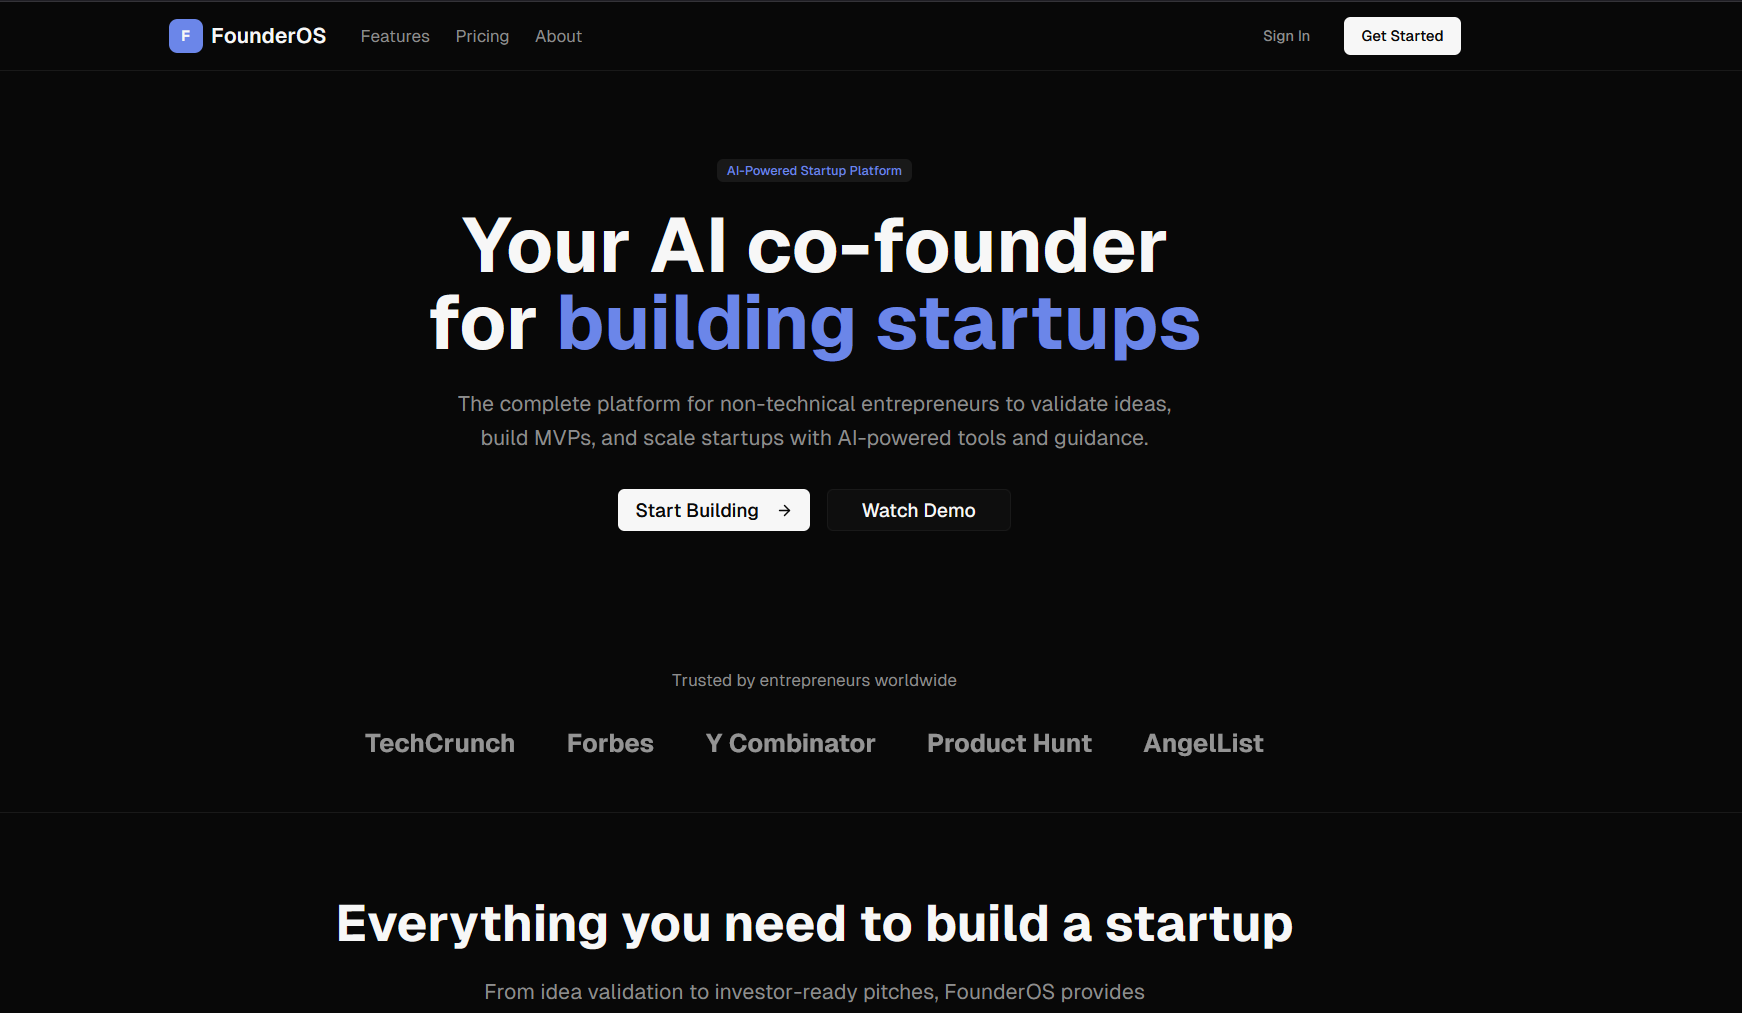 F FounderOS Features Pricing About Sign In Get Started
AI-Powered Startup Platform
Your AI co-founder
for building startups
The complete platform for non-technical entrepreneurs to validate ideas,
build MVPs, and scale startups with AI-powered tools and guidance.
Start Building → Watch Demo
Trusted by entrepreneurs worldwide
TechCrunch Forbes Y Combinator Product Hunt AngelList
Everything you need to build a startup
From idea validation to investor-ready pitches, FounderOS provides